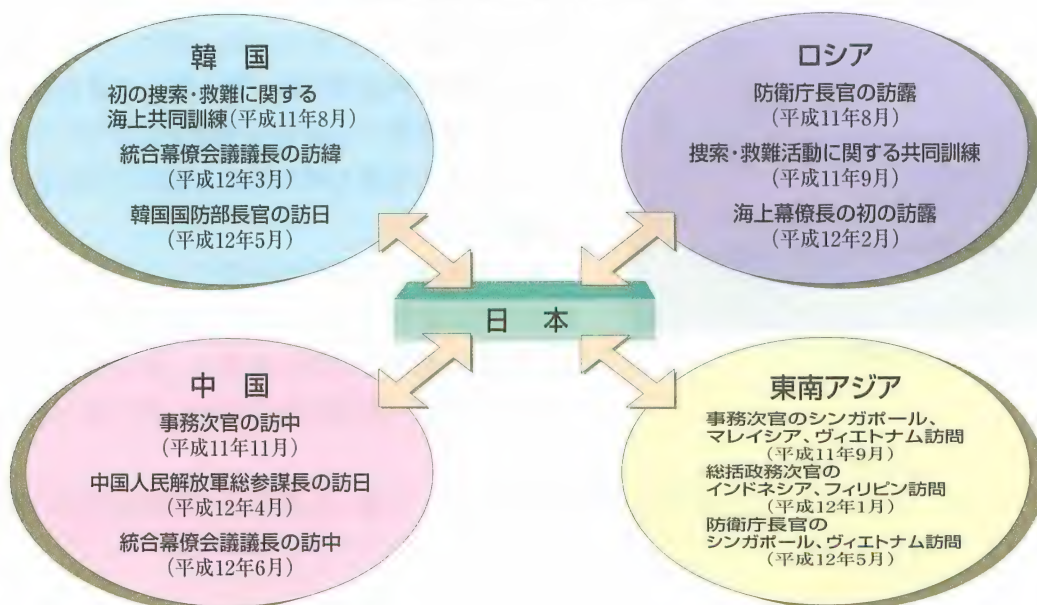 韓 国
初の捜索・救難に関する
海上共同訓練(平成11年8月)
統合幕僚会議議長の訪緯
(平成12年3月)
韓国国防部長官の訪日
(平成12年5月)
ロシア
防衛庁長官の訪露
(平成11年8月)
捜索・救難活動に関する共同訓練
(平成11年9月)
海上幕僚長の初の訪露
(平成12年2月)
日 本
中 国
事務次官の訪中
(平成11年11月)
中国人民解放軍総参謀長の訪日
(平成12年4月)
統合幕僚会議議長の訪中
(平成12年6月)
東南アジア
事務次官のシンガポール、
マレイシア、ヴィエトナム訪問
(平成11年9月)
総括政務次官の
インドネシア、フィリピン訪問
(平成12年1月)
防衛庁長官の
シンガポール、ヴィエトナム訪問
(平成12年5月)